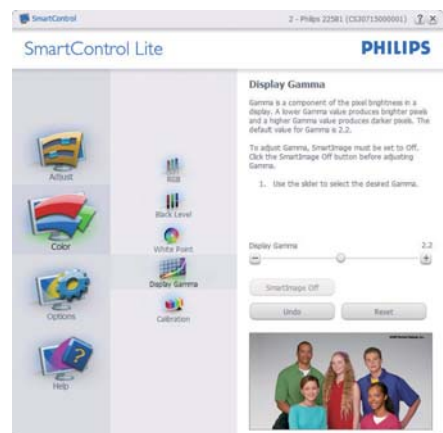 SmartControl
2 - Philips 225B1 (CS30715000001)
SmartControl Lite
PHILIPS
Adjust
Color
Options
Help
RGB
Black Level
White Point
Display Gamma
Calibration
Display Gamma
Gamma is a component of the pixel brightness in a
display. A lower Gamma value produces brighter pixels
and a higher Gamma value produces darker pixels. The
default value for Gamma is 2.2.
To adjust Gamma, SmartImage must be set to Off.
Click the SmartImage Off button before adjusting
Gamma.
1. Use the slider to select the desired Gamma.
Display Gamma 2.2
SmartImage Off
Undo Reset